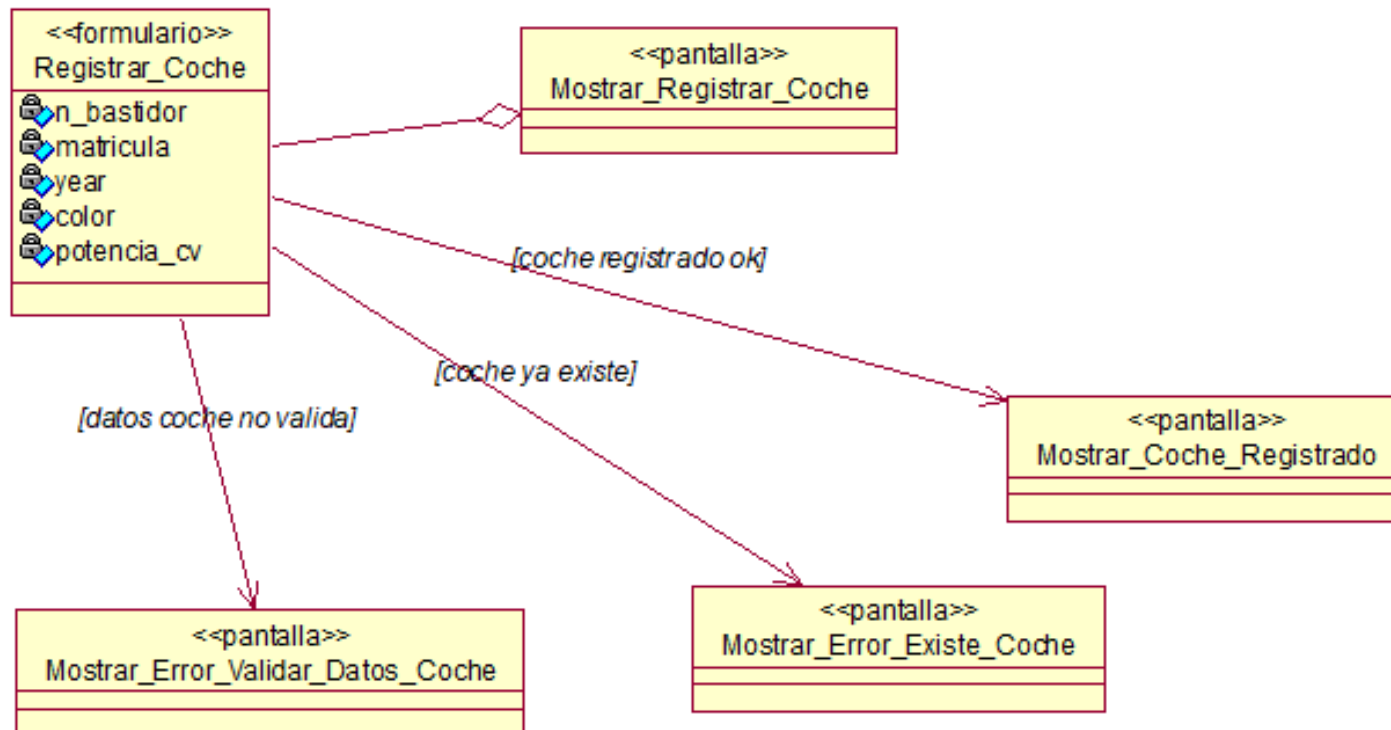 <<formulario>>
Registrar_Coche
n_bastidor
matricula
year
color
potencia_cv
<<pantalla>>
Mostrar_Registrar_Coche
[coche registrado ok]
[coche ya existe]
[datos coche no valida]
<<pantalla>>
Mostrar_Coche_Registrado
<<pantalla>>
Mostrar_Error_Existe_Coche
<<pantalla>>
Mostrar_Error_Validar_Datos_Coche